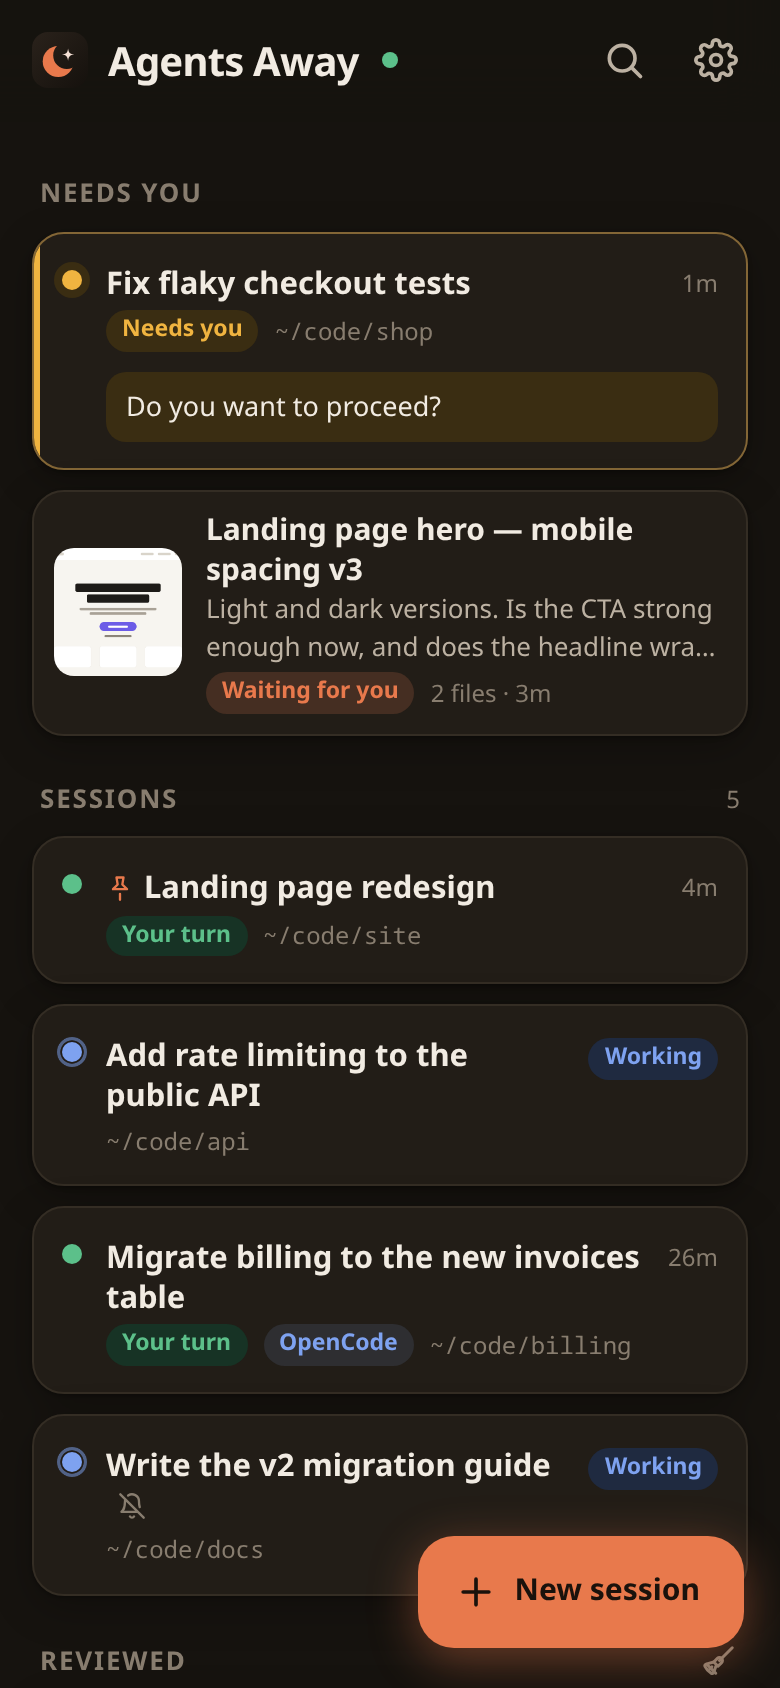 Agents Away
NEEDS YOU
Fix flaky checkout tests
1m
Needs you
~/code/shop
Do you want to proceed?
Landing page hero — mobile
spacing v3
Light and dark versions. Is the CTA strong
enough now, and does the headline wra...
Waiting for you
2 files · 3m
SESSIONS
5
Landing page redesign
4m
Your turn
~/code/site
Add rate limiting to the
public API
Working
~/code/api
Migrate billing to the new invoices
table
26m
Your turn
OpenCode
~/code/billing
Write the v2 migration guide
Working
~/code/docs
New session
REVIEWED